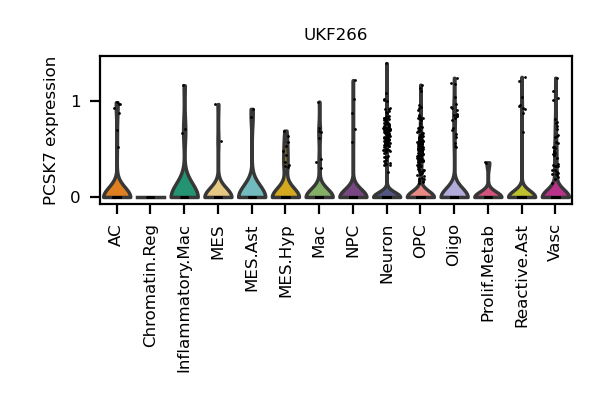 UKF266
PCSK7 expression
1
0
AC
Chromatin.Reg
Inflammatory.Mac
MES
MES.Ast
MES.Hyp
Mac
NPC
Neuron
OPC
Oligo
Prolif.Metab
Reactive.Ast
Vasc